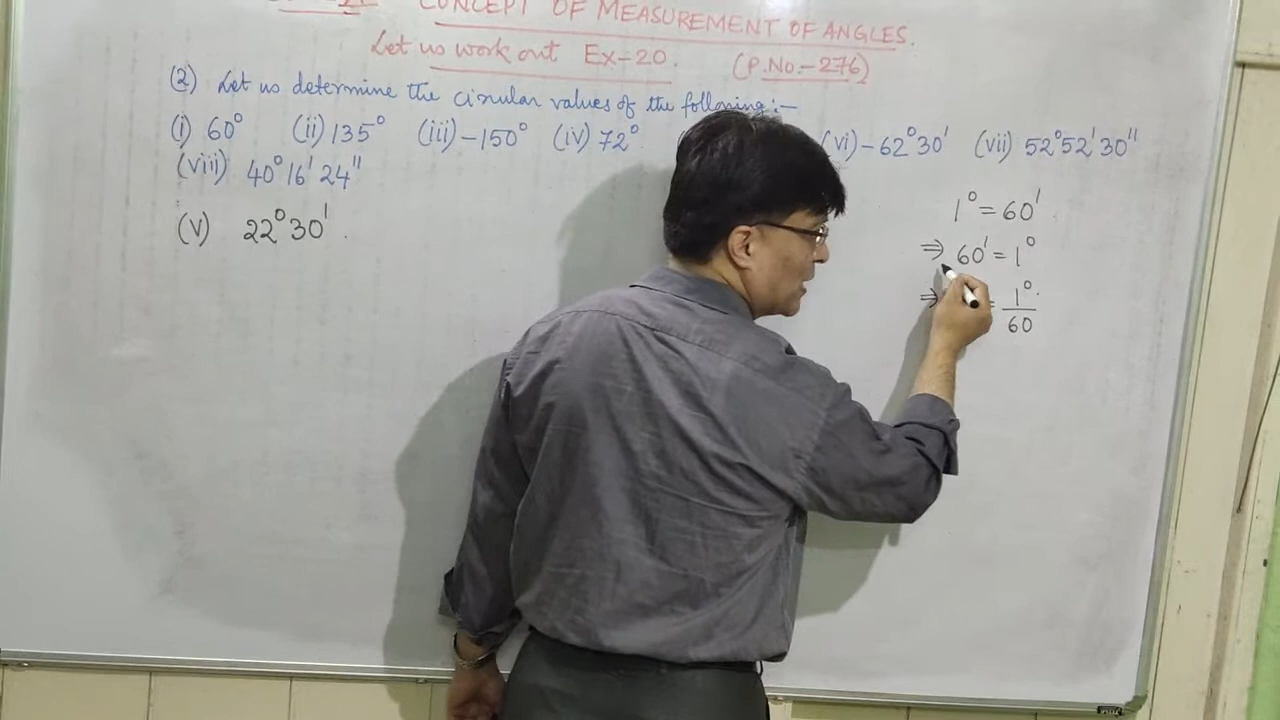 CONCEPT OF MEASUREMENT OF ANGLES.
Let us work out Ex-20. (P.No.-276)
(2) Let us determine the circular values of the following:-
(i) 60° (ii) 135° (iii) -150° (iv) 72° (vi) -62°30' (vii) 52°52'30"
(viii) 40°16'24"
(v) 22°30'.
1° = 60'
⇒ 60' = 1°
⇒ = 1°/60